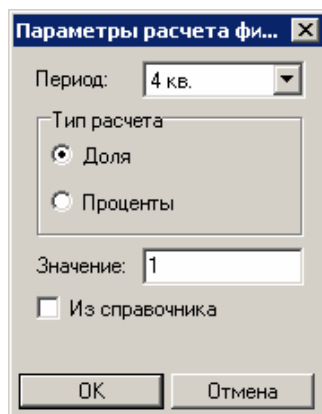 Параметры расчета фи...
Период: 4 кв.
Тип расчета
Доля
Проценты
Значение: 1
Из справочника
OK Отмена